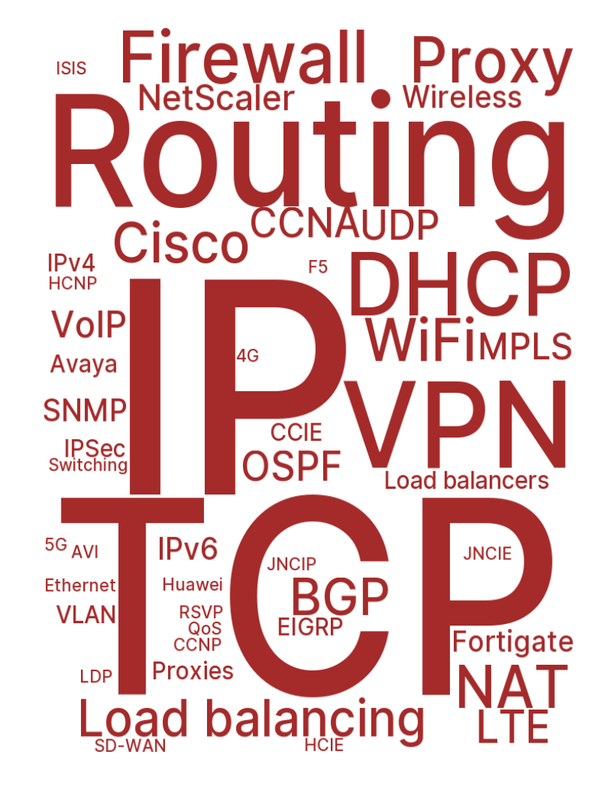 Firewall
Proxy
ISIS
NetScaler
Wireless
Routing
CCNA
UDP
Cisco
IPv4
F5
HCNP
DHCP
IP
VoIP
WiFi
MPLS
4G
Avaya
VPN
SNMP
CCIE
IPSec
OSPF
Switching
Load balancers
TCP
5G
AVI
IPv6
JNCIE
JNCIP
Ethernet
Huawei
BGP
VLAN
RSVP
QoS
EIGRP
CCNP
Fortigate
LDP
Proxies
NAT
Load balancing
LTE
SD-WAN
HCIE